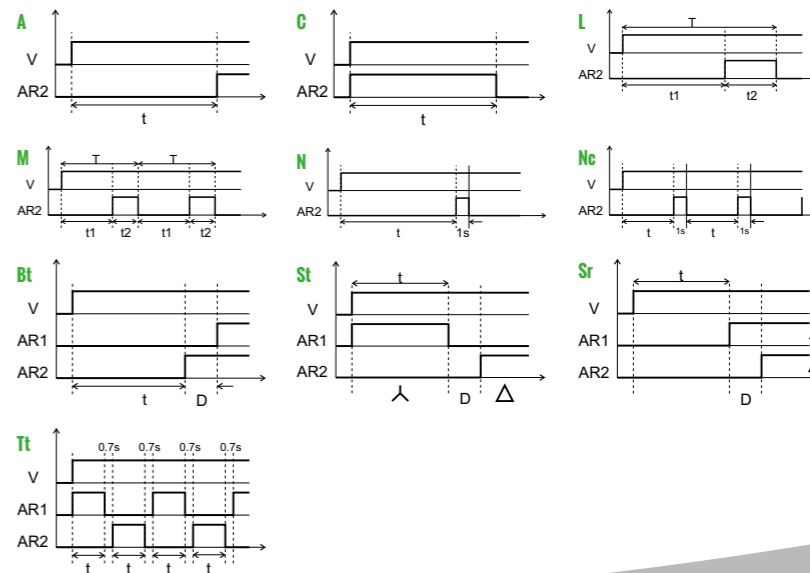 A
V
AR2
t
C
V
AR2
t
L
T
V
AR2
t1 t2
M
T T
V
AR2
t1 t2 t1 t2
N
V
AR2
t 1s
Nc
V
AR2
t 1s t 1s
Bt
V
AR1
AR2
t D
St
t
V
AR1
AR2
D
Sr
t
V
AR1
AR2
D
Tt
0.7s 0.7s 0.7s 0.7s
V
AR1
AR2
t t t t